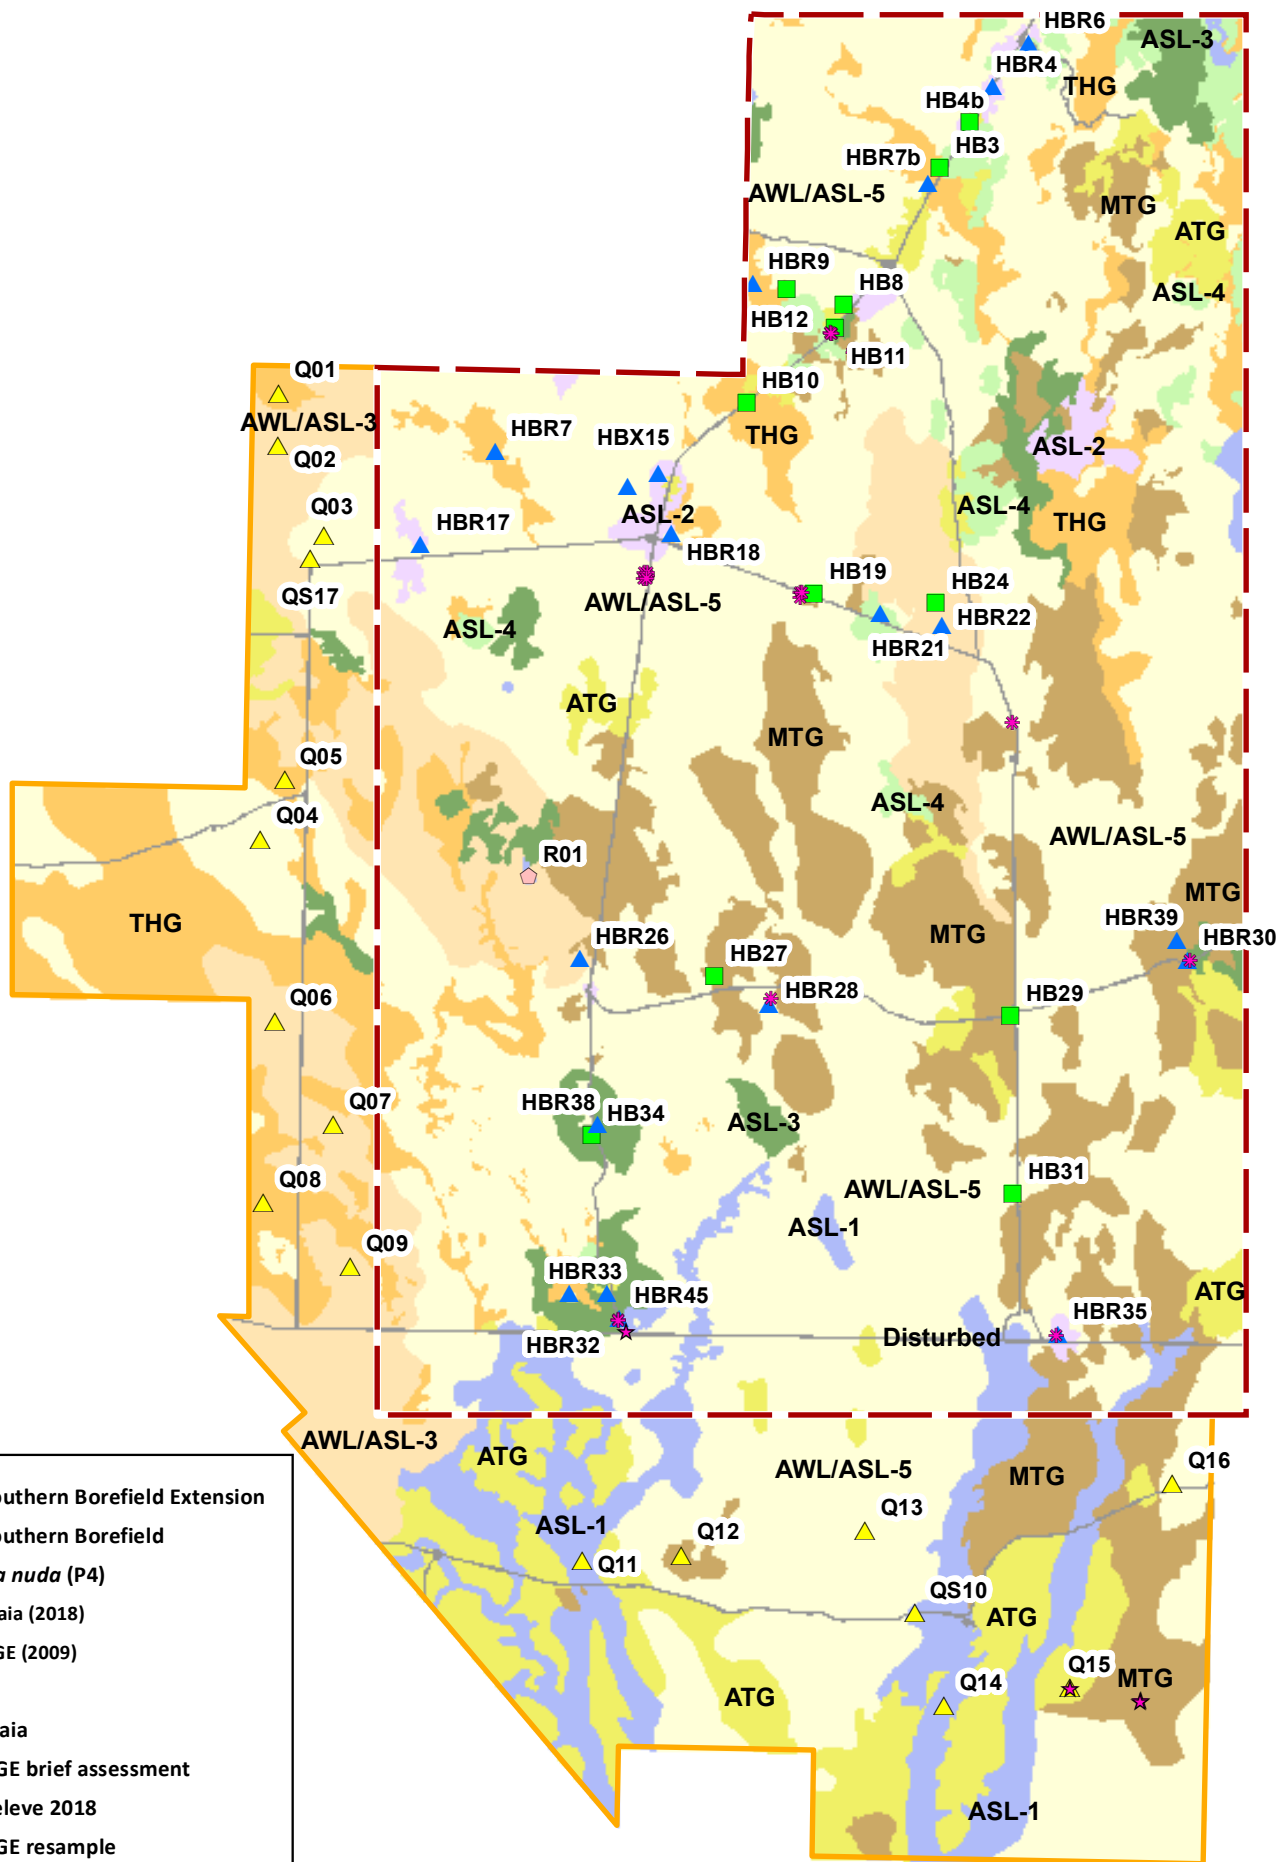 HBR6
ASL-3
HBR4
THG
HB4b
HB3
HBR7b
AWL/ASL-5
MTG
ATG
HBR9
HB8
ASL-4
HB12
HB11
Q01
HB10
AWL/ASL-3
HBR7
HBX15
THG
ASL-2
Q02
Q03
HBR17
ASL-2
ASL-4
THG
HBR18
QS17
HB19
HB24
AWL/ASL-5
HBR22
ASL-4
HBR21
ATG
MTG
Q05
ASL-4
Q04
AWL/ASL-5
R01
MTG
THG
HBR39
HBR26
MTG
HBR30
HB27
HBR28
Q06
HB29
Q07
HBR38
HB34
ASL-3
HB31
Q08
AWL/ASL-5
ASL-1
Q09
HBR33
HBR45
ATG
HBR35
HBR32
Disturbed
AWL/ASL-3
ATG
AWL/ASL-5
MTG
Q16
outhern Borefield Extension
Q13
ASL-1
outhern Borefield
Q12
Q11
a nuda (P4)
QS10
aia (2018)
ATG
GE (2009)
Q15
MTG
Q14
ATG
aia
GE brief assessment
eleve 2018
ASL-1
GE resample